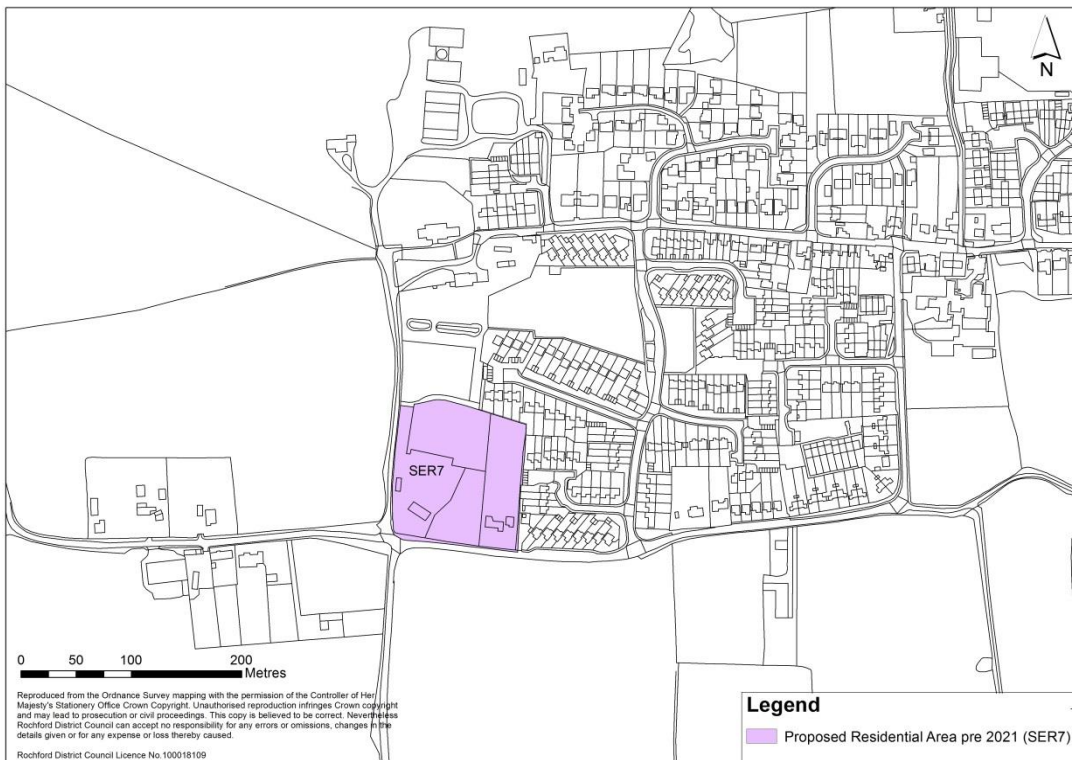 N
SER7
0 50 100 200
Metres
Reproduced from the Ordnance Survey mapping with the permission of the Controller of Her
Majesty's Stationery Office Crown Copyright. Unauthorised reproduction infringes Crown copyright
and may lead to prosecution or civil proceedings. This copy is believed to be correct. Nevertheless
Rochford District Council can accept no responsibility for any errors or omissions, changes in the
details given or for any expense or loss thereby caused.
Rochford District Council Licence No.100018109
Legend
Proposed Residential Area pre 2021 (SER7)